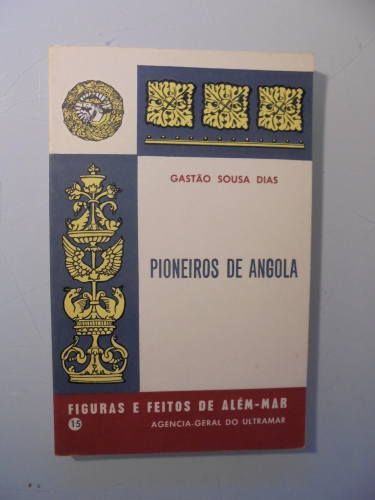 GASTÃO SOUSA DIAS
PIONEIROS DE ANGOLA
FIGURAS E FEITOS DE ALÉM-MAR
15
AGENCIA-GERAL DO ULTRAMAR